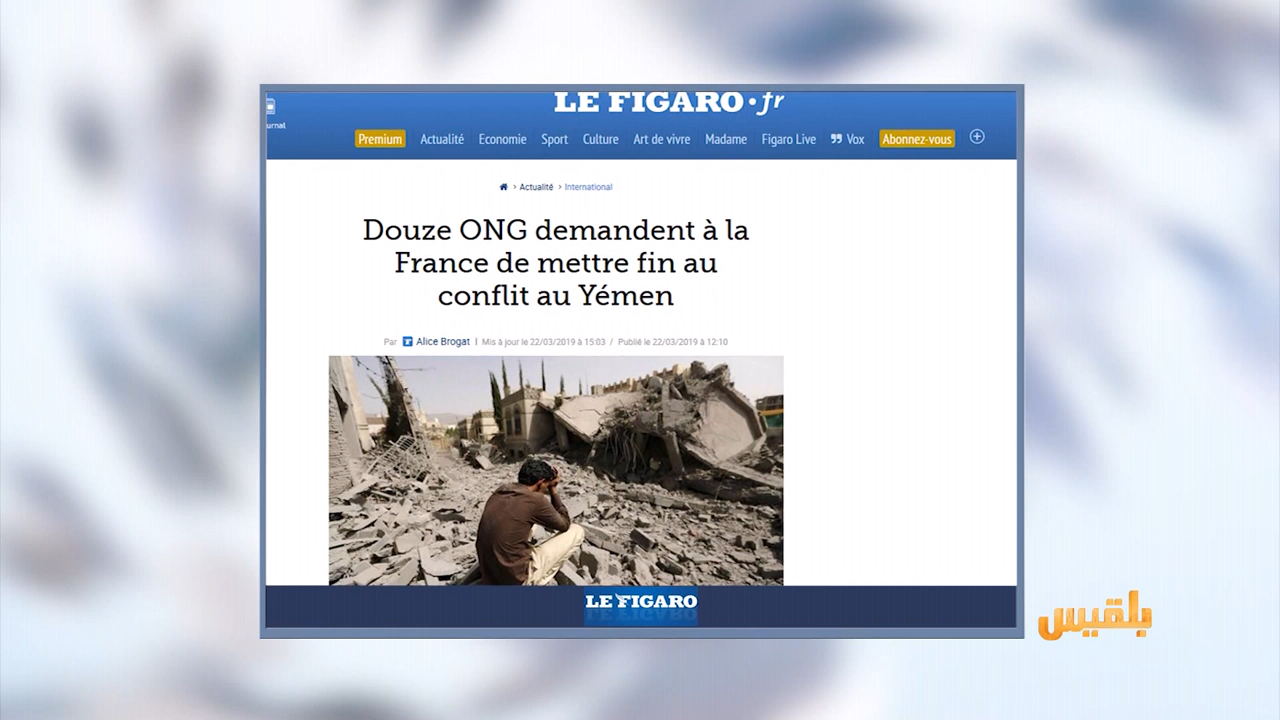 LE FIGARO·fr
urnal
Premium Actualité Economie Sport Culture Art de vivre Madame Figaro Live Vox Abonnez-vous
Actualité International
Douze ONG demandent à la
France de mettre fin au
conflit au Yémen
Par Alice Brogat | Mis à jour le 22/03/2019 à 15:03 / Publié le 22/03/2019 à 12:10
LE FIGARO
بلقيس